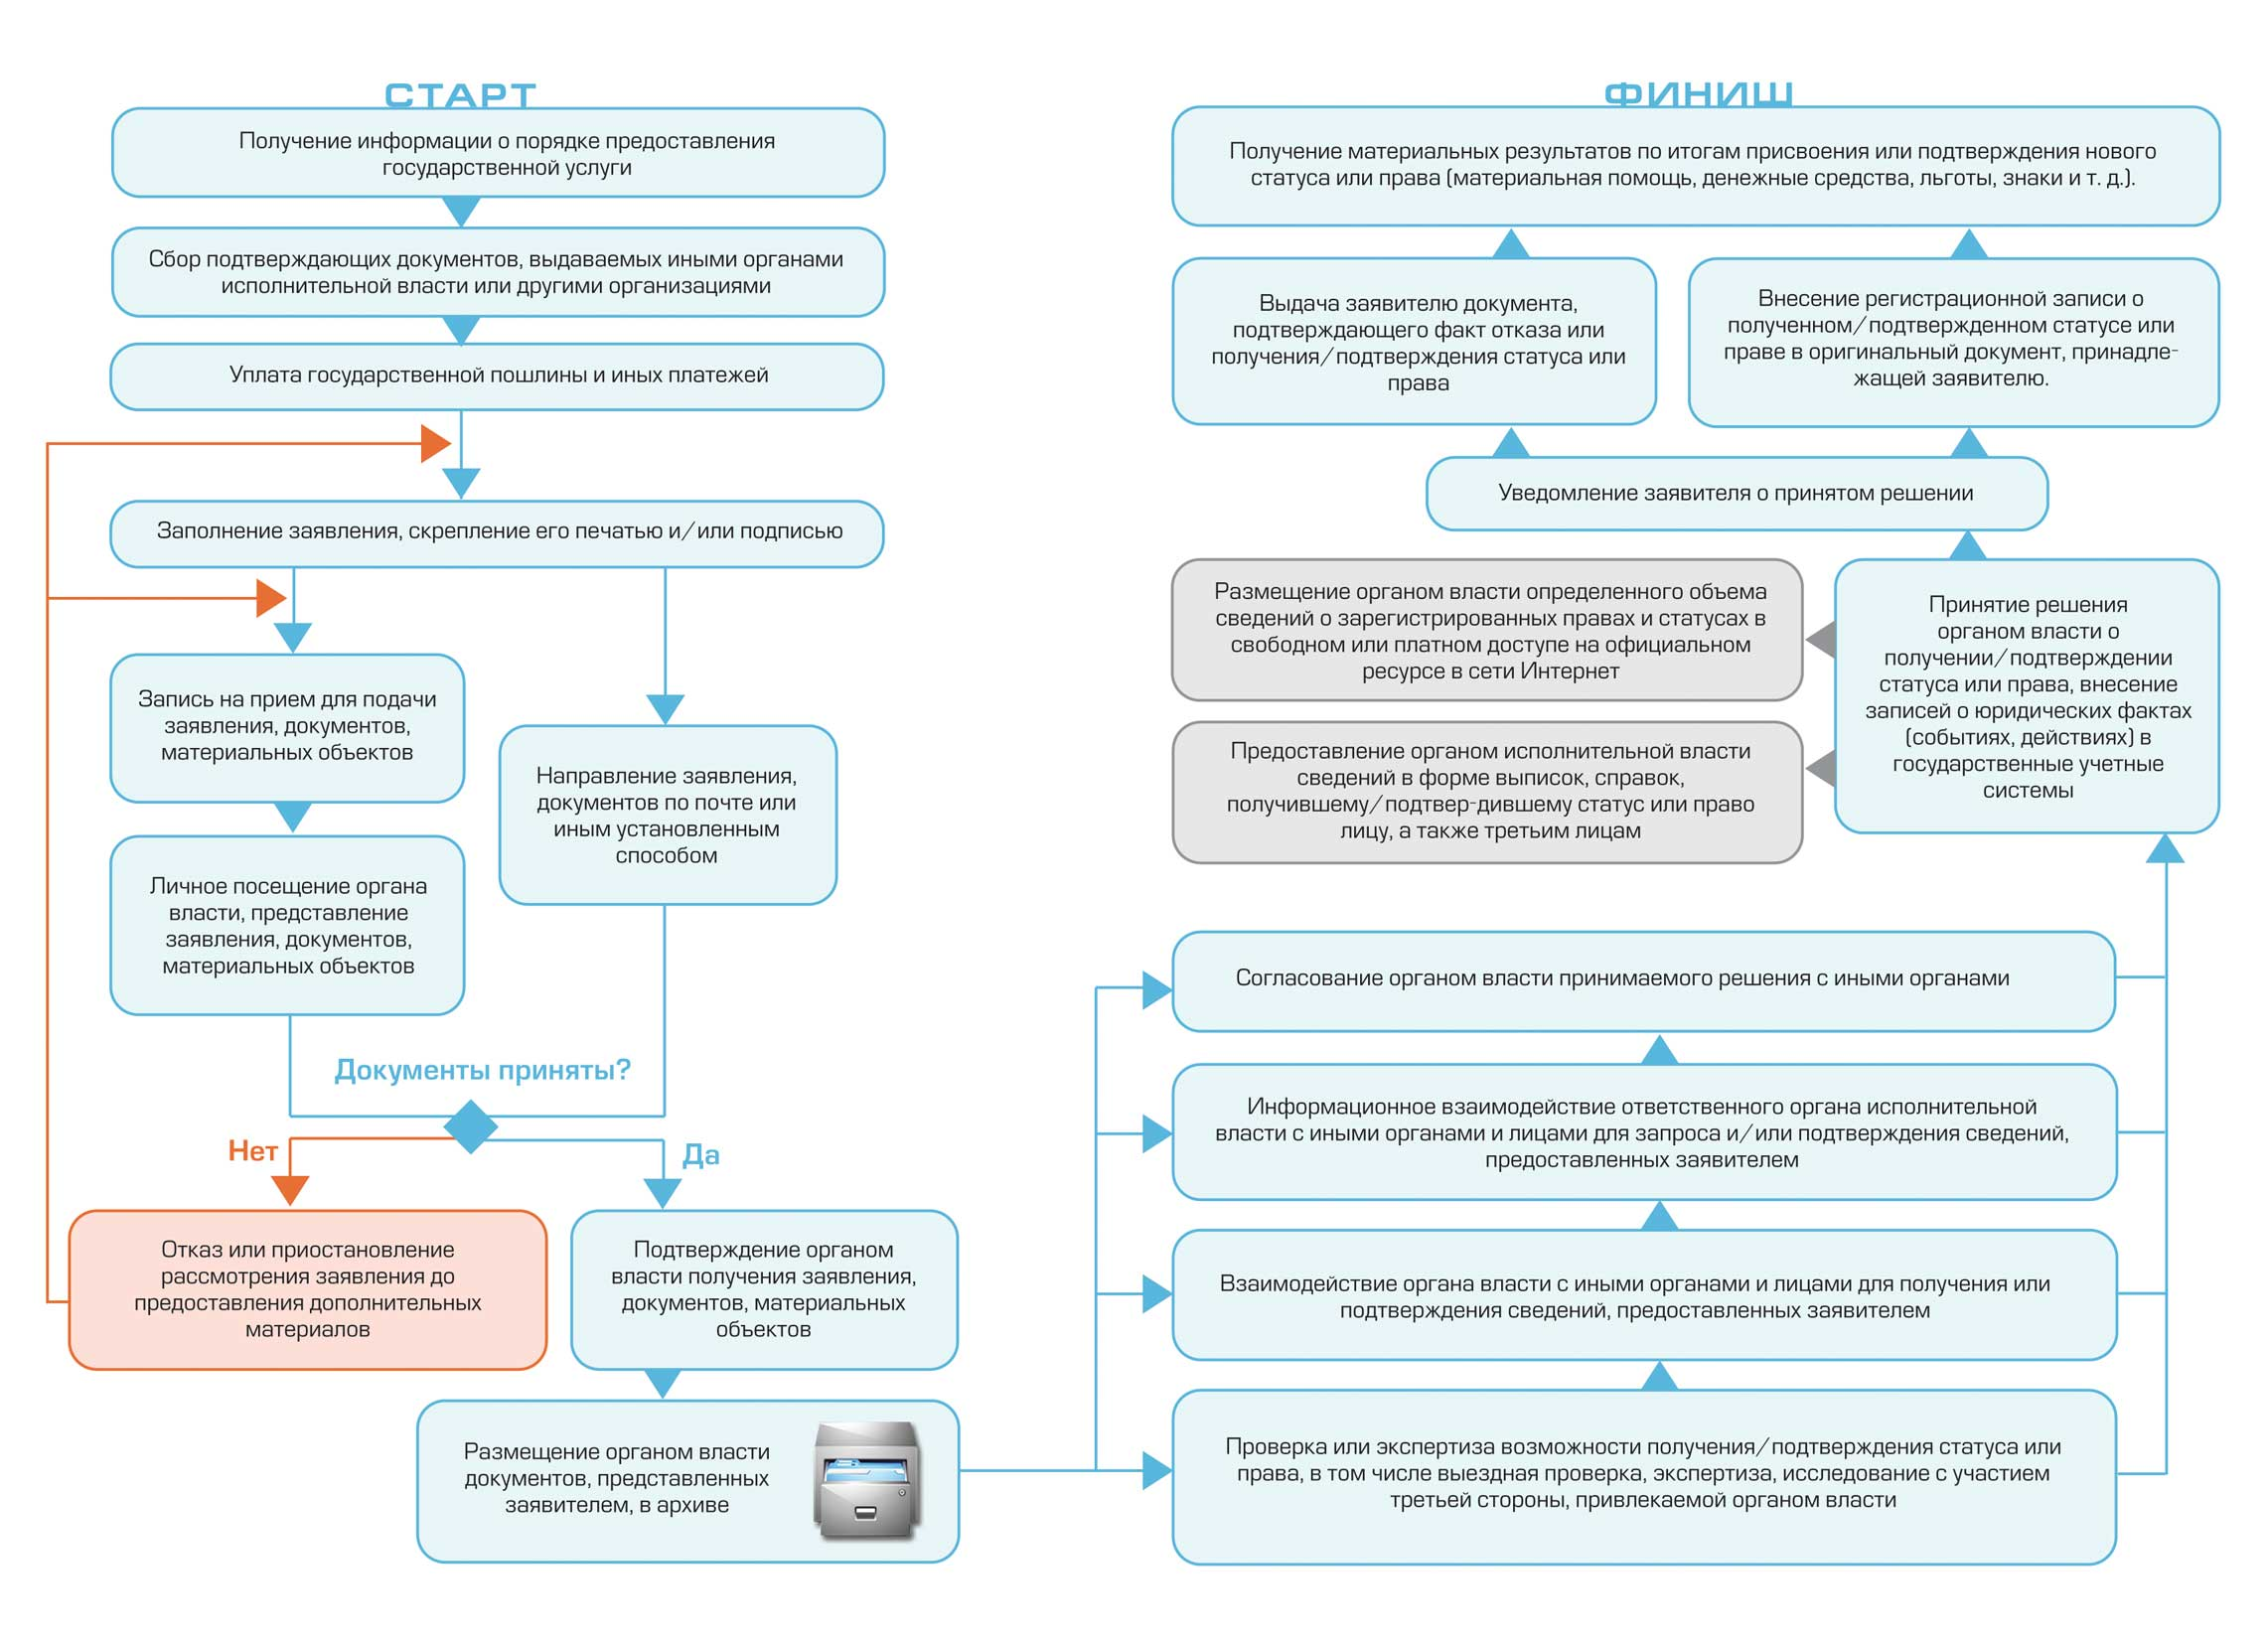 СТАРТ
Получение информации о порядке предоставления
государственной услуги
Сбор подтверждающих документов, выдаваемых иными органами
исполнительной власти или другими организациями
Уплата государственной пошлины и иных платежей
Заполнение заявления, скрепление его печатью и/или подписью
Запись на прием для подачи
заявления, документов,
материальных объектов
Направление заявления,
документов по почте или
иным установленным
способом
Личное посещение органа
власти, представление
заявления, документов,
материальных объектов
Документы приняты?
Нет
Да
Отказ или приостановление
рассмотрения заявления до
предоставления дополнительных
материалов
Подтверждение органом
власти получения заявления,
документов, материальных
объектов
Размещение органом власти
документов, представленных
заявителем, в архиве
ФИНИШ
Получение материальных результатов по итогам присвоения или подтверждения нового
статуса или права (материальная помощь, денежные средства, льготы, знаки и т. д.).
Выдача заявителю документа,
подтверждающего факт отказа или
получения/подтверждения статуса или
права
Внесение регистрационной записи о
полученном/подтвержденном статусе или
праве в оригинальный документ, принадле-
жащей заявителю.
Уведомление заявителя о принятом решении
Размещение органом власти определенного объема
сведений о зарегистрированных правах и статусах в
свободном или платном доступе на официальном
ресурсе в сети Интернет
Предоставление органом исполнительной власти
сведений в форме выписок, справок,
получившему/подтвер-дившему статус или право
лицу, а также третьим лицам
Принятие решения
органом власти о
получении/подтверждении
статуса или права, внесение
записей о юридических фактах
(событиях, действиях) в
государственные учетные
системы
Согласование органом власти принимаемого решения с иными органами
Информационное взаимодействие ответственного органа исполнительной
власти с иными органами и лицами для запроса и/или подтверждения сведений,
предоставленных заявителем
Взаимодействие органа власти с иными органами и лицами для получения или
подтверждения сведений, предоставленных заявителем
Проверка или экспертиза возможности получения/подтверждения статуса или
права, в том числе выездная проверка, экспертиза, исследование с участием
третьей стороны, привлекаемой органом власти